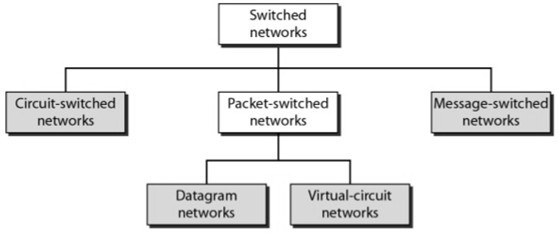 Switched
networks
Circuit-switched
networks
Packet-switched
networks
Message-switched
networks
Datagram
networks
Virtual-circuit
networks